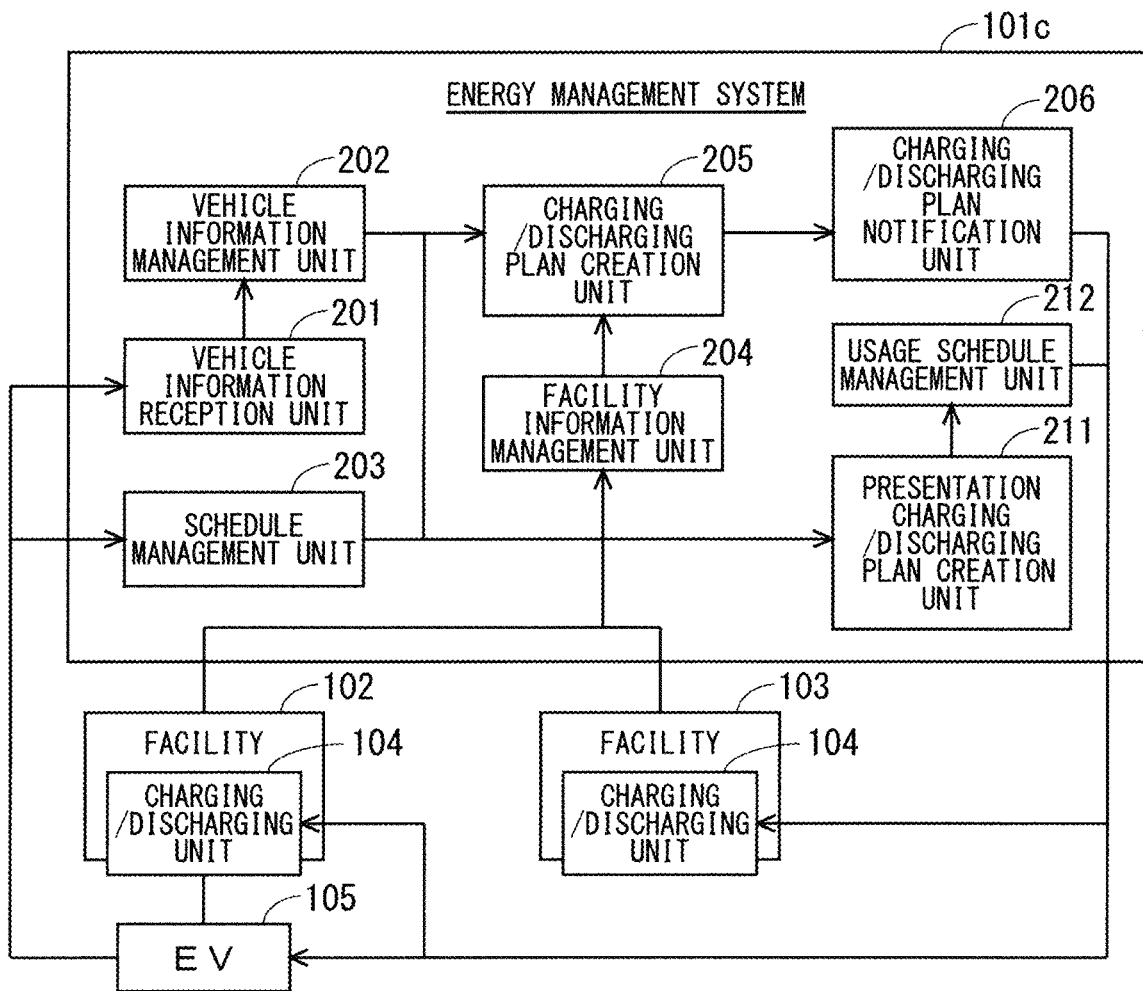 101c
ENERGY MANAGEMENT SYSTEM
206
CHARGING
/DISCHARGING
PLAN
NOTIFICATION
UNIT
202
VEHICLE
INFORMATION
MANAGEMENT UNIT
205
CHARGING
/DISCHARGING
PLAN CREATION
UNIT
201
VEHICLE
INFORMATION
RECEPTION UNIT
204
FACILITY
INFORMATION
MANAGEMENT UNIT
212
USAGE SCHEDULE
MANAGEMENT UNIT
203
SCHEDULE
MANAGEMENT UNIT
211
PRESENTATION
CHARGING
/DISCHARGING
PLAN CREATION
UNIT
102
FACILITY
104
CHARGING
/DISCHARGING
UNIT
103
FACILITY
104
CHARGING
/DISCHARGING
UNIT
105
EV